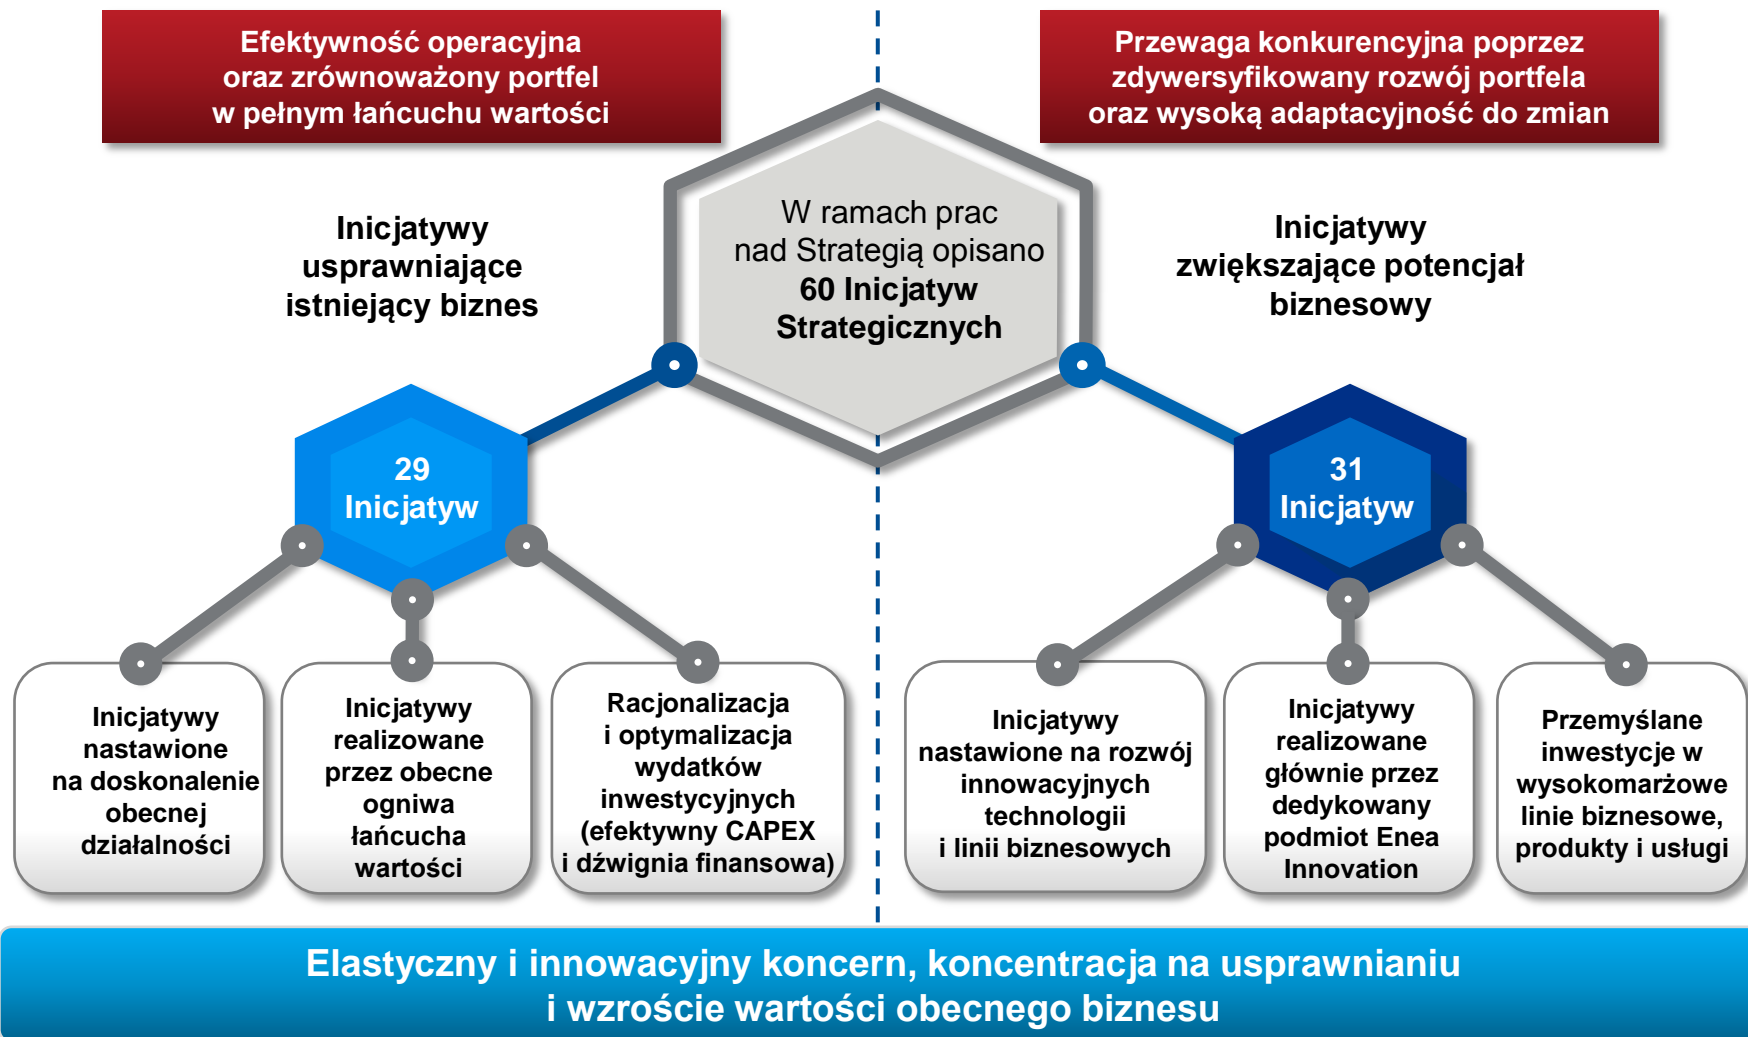 Efektywność operacyjna
oraz zrównoważony portfel
w pełnym łańcuchu wartości
Przewaga konkurencyjna poprzez
zdywersyfikowany rozwój portfela
oraz wysoką adaptacyjność do zmian
W ramach prac
nad Strategią opisano
60 Inicjatyw
Strategicznych
Inicjatywy
usprawniające
istniejący biznes
Inicjatywy
zwiększające potencjał
biznesowy
29
Inicjatyw
31
Inicjatyw
Inicjatywy
nastawione
na doskonalenie
obecnej
działalności
Inicjatywy
realizowane
przez obecne
ogniwa
łańcucha
wartości
Racjonalizacja
i optymalizacja
wydatków
inwestycyjnych
(efektywny CAPEX
i dźwignia finansowa)
Inicjatywy
nastawione na rozwój
innowacyjnych
technologii
i linii biznesowych
Inicjatywy
realizowane
głównie przez
dedykowany
podmiot Enea
Innovation
Przemyślane
inwestycje w
wysokomarżowe
linie biznesowe,
produkty i usługi
Elastyczny i innowacyjny koncern, koncentracja na usprawnianiu
i wzroście wartości obecnego biznesu